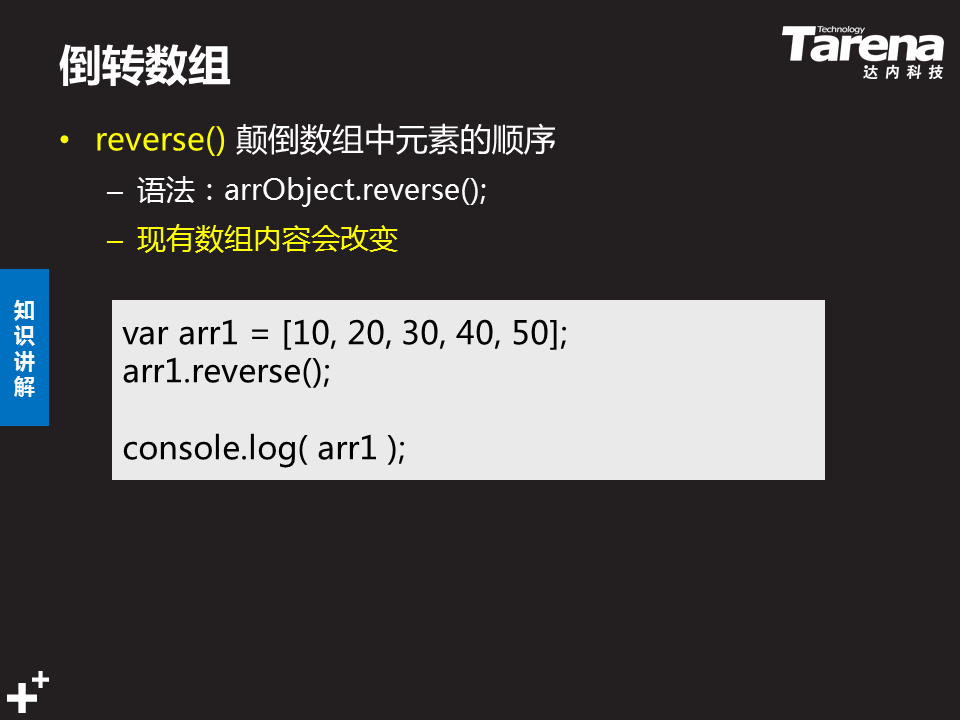 倒转数组
Technology
Tarena
达内科技
• reverse() 颠倒数组中元素的顺序
– 语法：arrObject.reverse();
– 现有数组内容会改变
知识讲解
var arr1 = [10, 20, 30, 40, 50];
arr1.reverse();
console.log( arr1 );